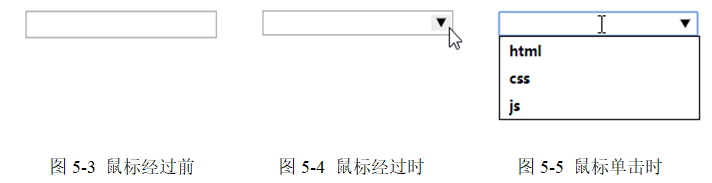 html
css
js
图 5-3 鼠标经过前
图 5-4 鼠标经过时
图 5-5 鼠标单击时